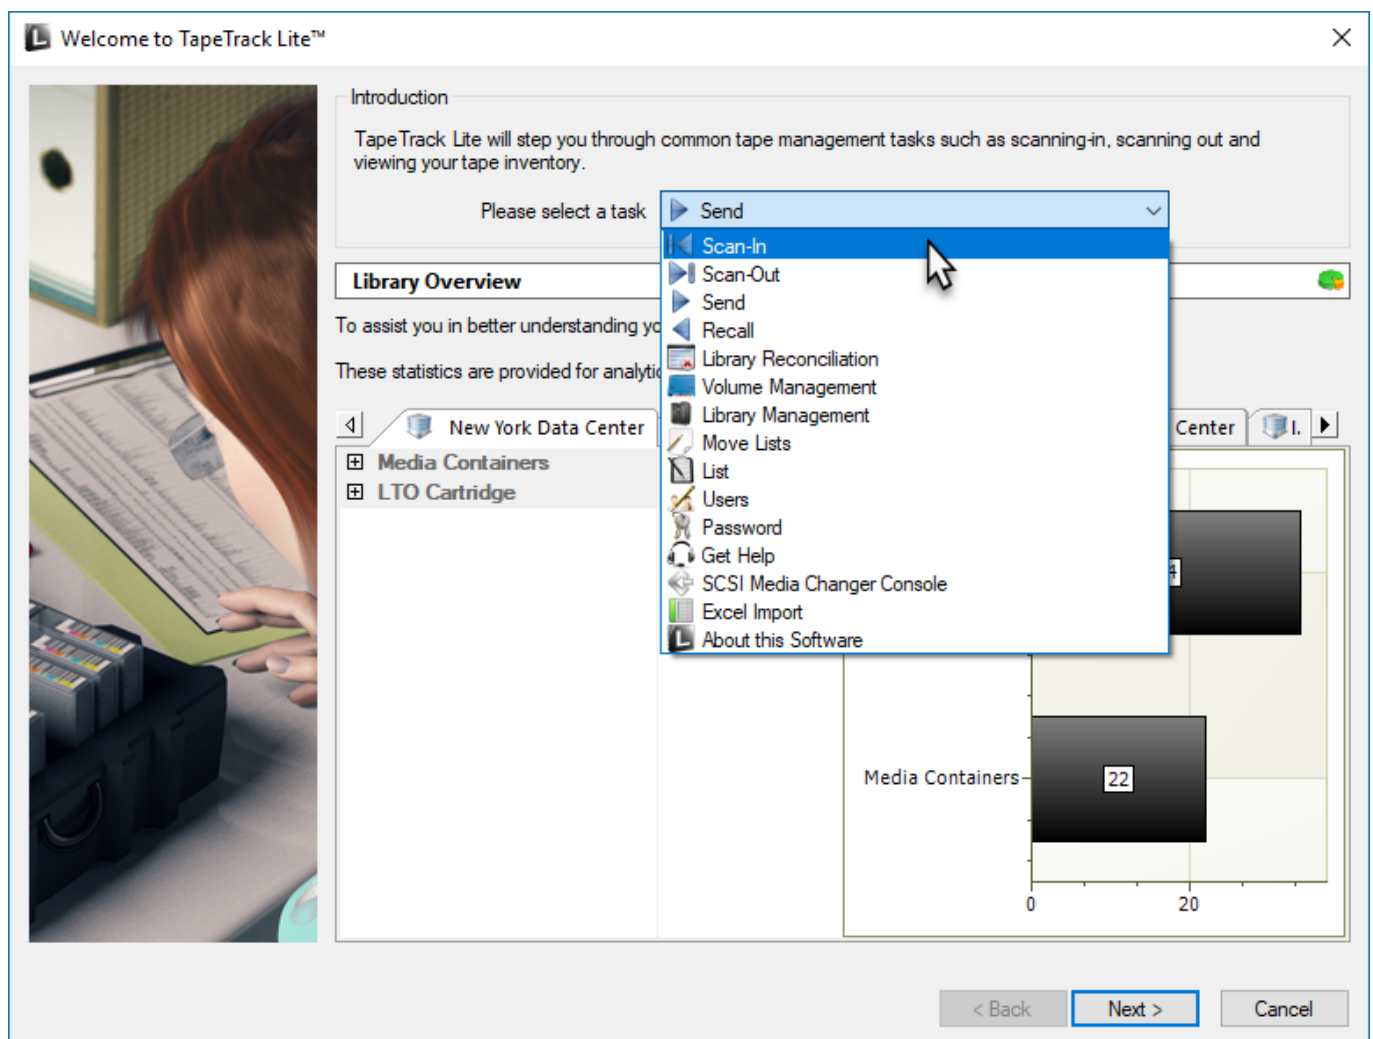 Welcome to TapeTrack Lite™
Introduction
TapeTrack Lite will step you through common tape management tasks such as scanning-in, scanning out and
viewing your tape inventory.
Please select a task
Send
Scan-In
Scan-Out
Send
Recall
Library Reconciliation
Volume Management
Library Management
Move Lists
List
Users
Password
Get Help
SCSI Media Changer Console
Excel Import
About this Software
Library Overview
To assist you in better understanding
These statistics are provided for
New York Data Center
Center
I.
Media Containers
LTO Cartridge
4
Media Containers
22
0
20
< Back
Next >
Cancel